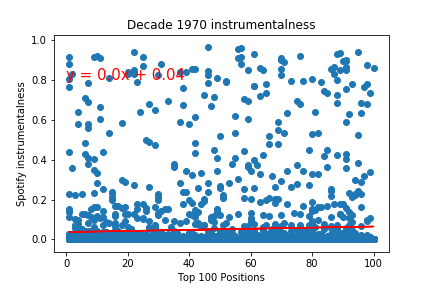 Decade 1970 instrumentalness
1.0
0.8
0.6
0.4
0.2
0.0
y = 0.0x + 0.04
Spotify instrumentalness
0 20 40 60 80 100
Top 100 Positions